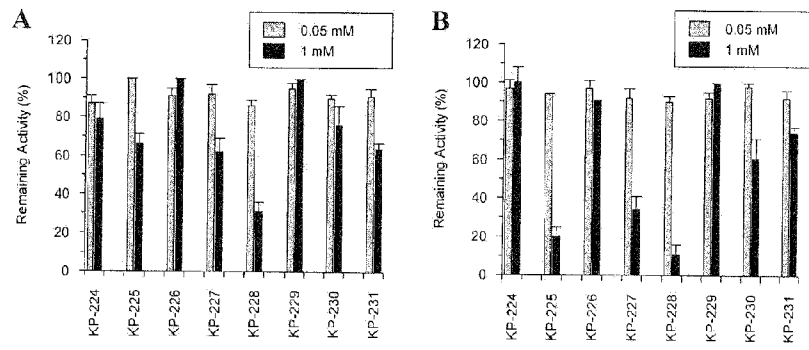 A
0.05 mM
1 mM
Remaining Activity (%)
120
100
80
60
40
20
0
KP-224
KP-225
KP-226
KP-227
KP-228
KP-229
KP-230
KP-231
B
0.05 mM
1 mM
Remaining Activity (%)
120
100
80
60
40
20
0
KP-224
KP-225
KP-226
KP-227
KP-228
KP-229
KP-230
KP-231